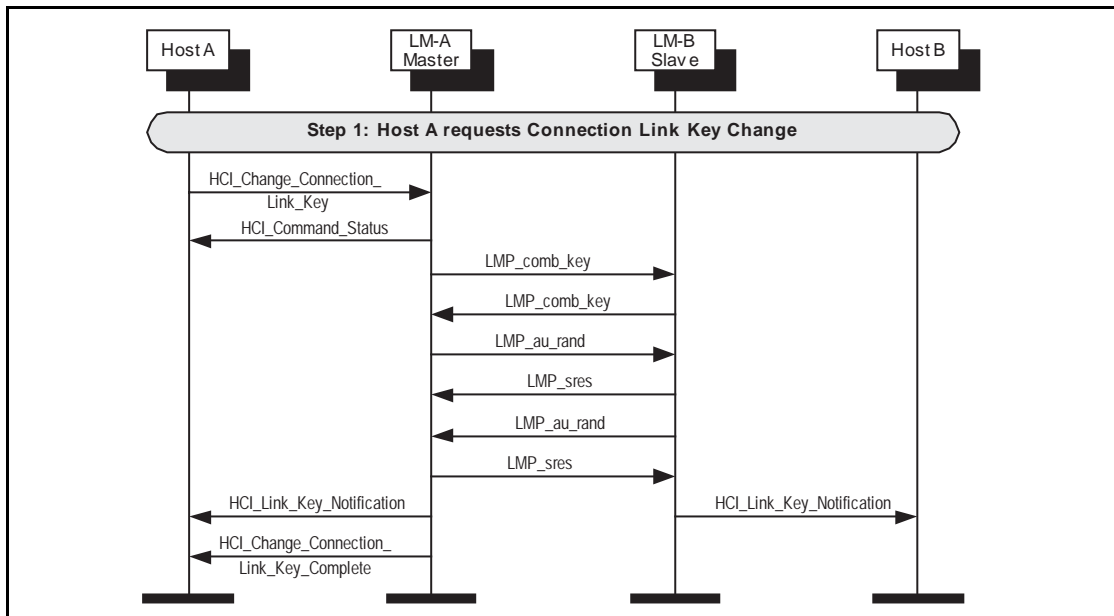 Host A
LM-A
Master
LM-B
Slave
Host B
Step 1: Host A requests Connection Link Key Change
HCI_Change_Connection_
Link_Key
HCI_Command_Status
LMP_comb_key
LMP_comb_key
LMP_au_rand
LMP_sres
LMP_au_rand
LMP_sres
HCI_Link_Key_Notification
HCI_Link_Key_Notification
HCI_Change_Connection_
Link_Key_Complete